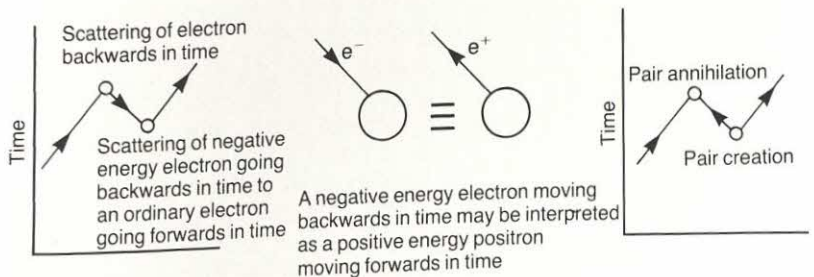 Scattering of electron
backwards in time
Time
Scattering of negative
energy electron going
backwards in time to
an ordinary electron
going forwards in time
e⁻
e⁺
A negative energy electron moving
backwards in time may be interpreted
as a positive energy positron
moving forwards in time
Pair annihilation
Time
Pair creation